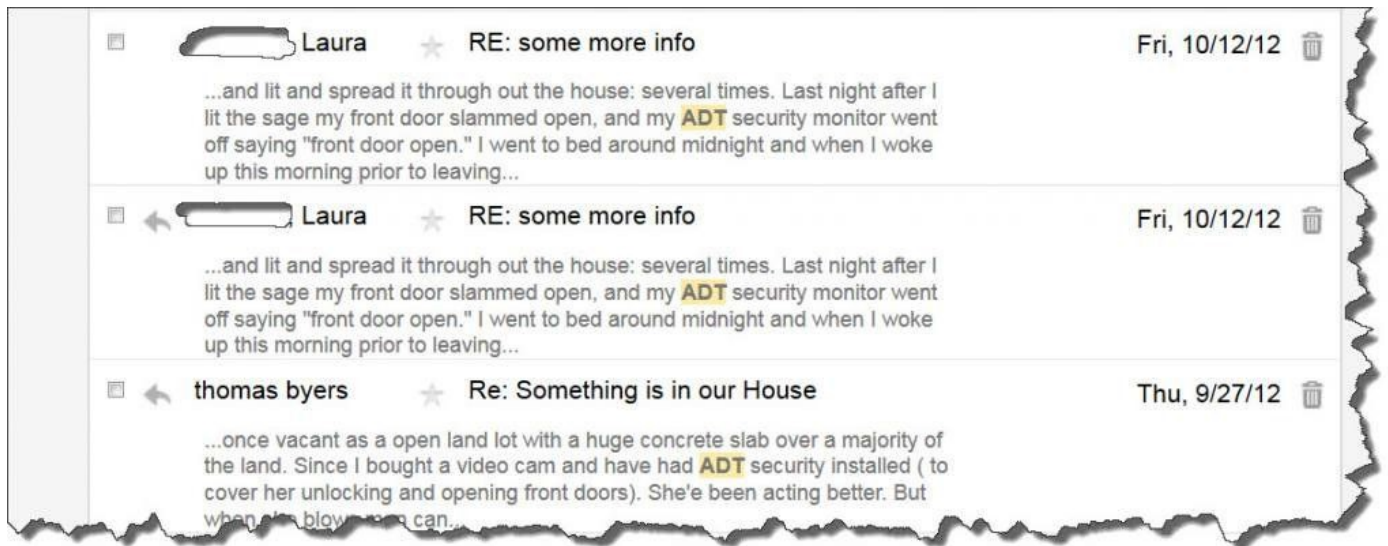 Laura RE: some more info Fri, 10/12/12
...and lit and spread it through out the house: several times. Last night after I
lit the sage my front door slammed open, and my ADT security monitor went
off saying "front door open." I went to bed around midnight and when I woke
up this morning prior to leaving...
Laura RE: some more info Fri, 10/12/12
...and lit and spread it through out the house: several times. Last night after I
lit the sage my front door slammed open, and my ADT security monitor went
off saying "front door open." I went to bed around midnight and when I woke
up this morning prior to leaving...
thomas byers Re: Something is in our House Thu, 9/27/12
...once vacant as a open land lot with a huge concrete slab over a majority of
the land. Since I bought a video cam and have had ADT security installed ( to
cover her unlocking and opening front doors). She'e been acting better. But
when can...